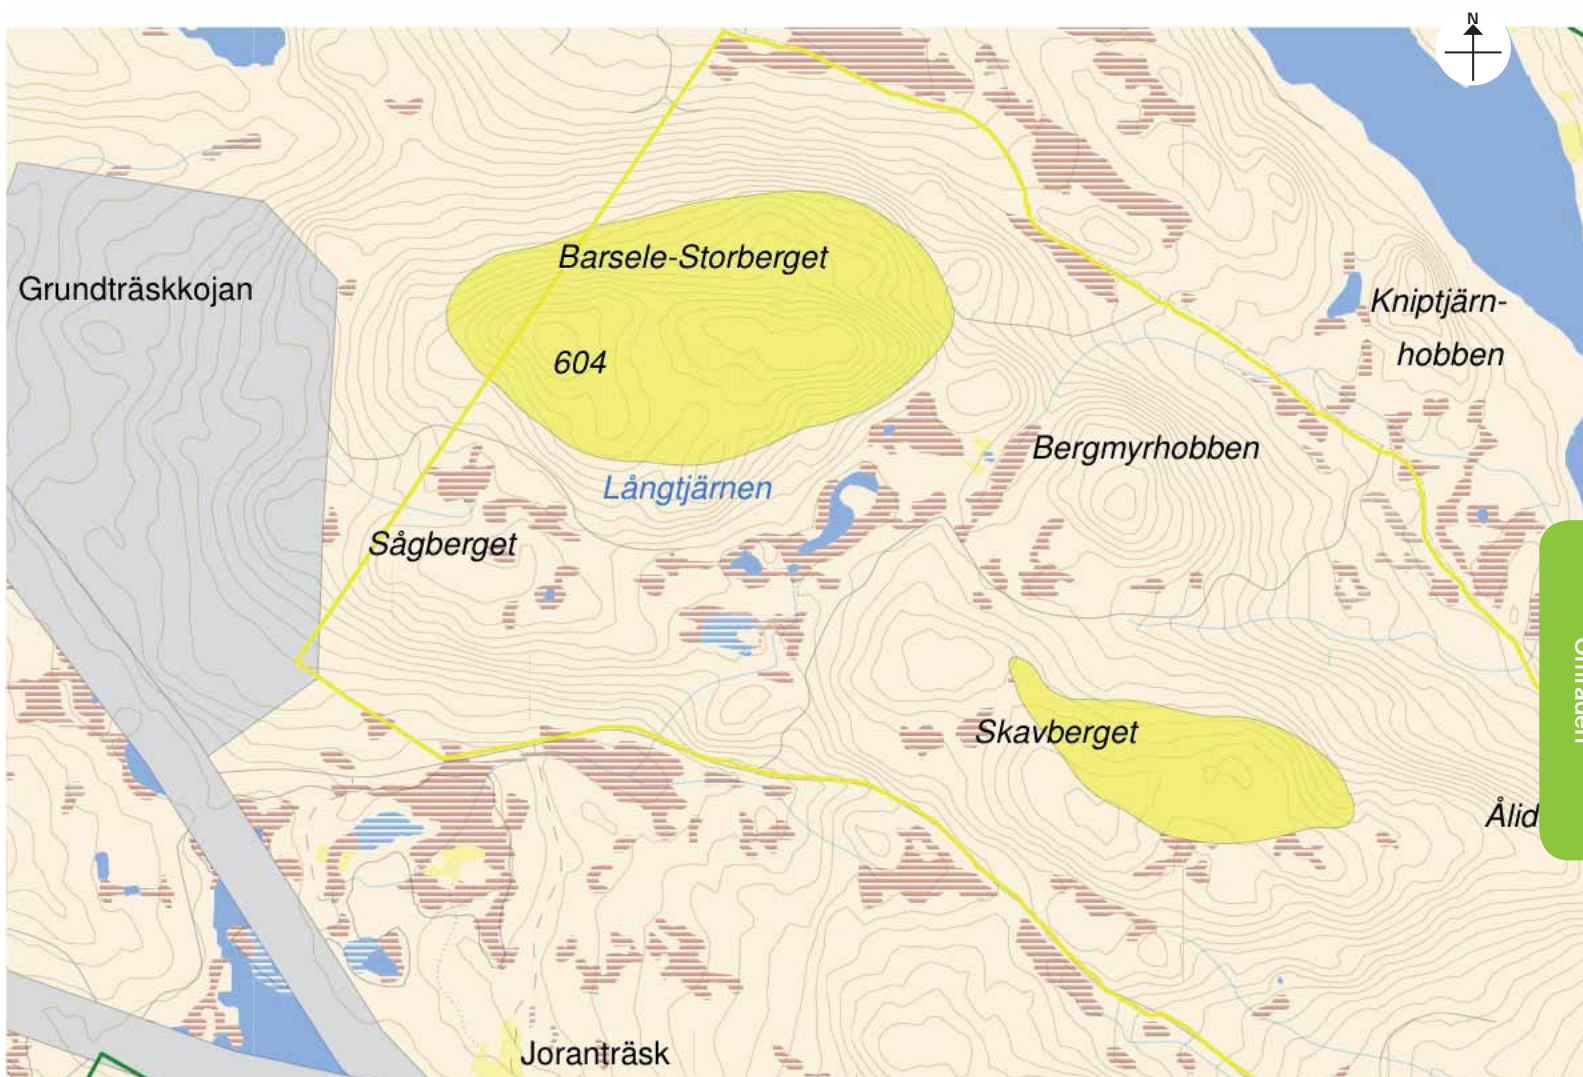 N
Barsele-Storberget
Grundträskkojan
Kniptjärn-
hobben
604
Bergmyrhobben
Långtjärnen
Sågberget
Skavberget
Ålid
Joranträsk